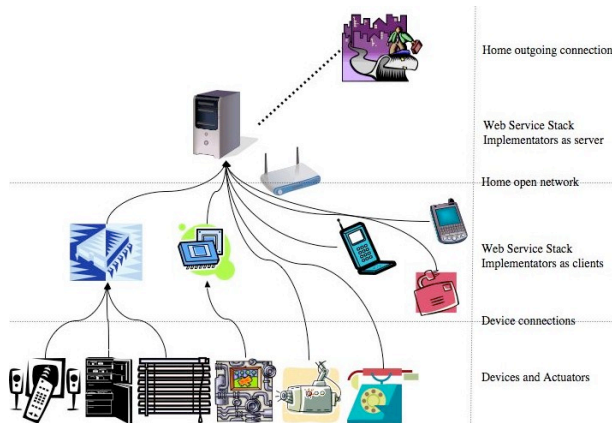 Home outgoing connection
Web Service Stack
Implementators as server
Home open network
Web Service Stack
Implementators as clients
Device connections
Devices and Actuators